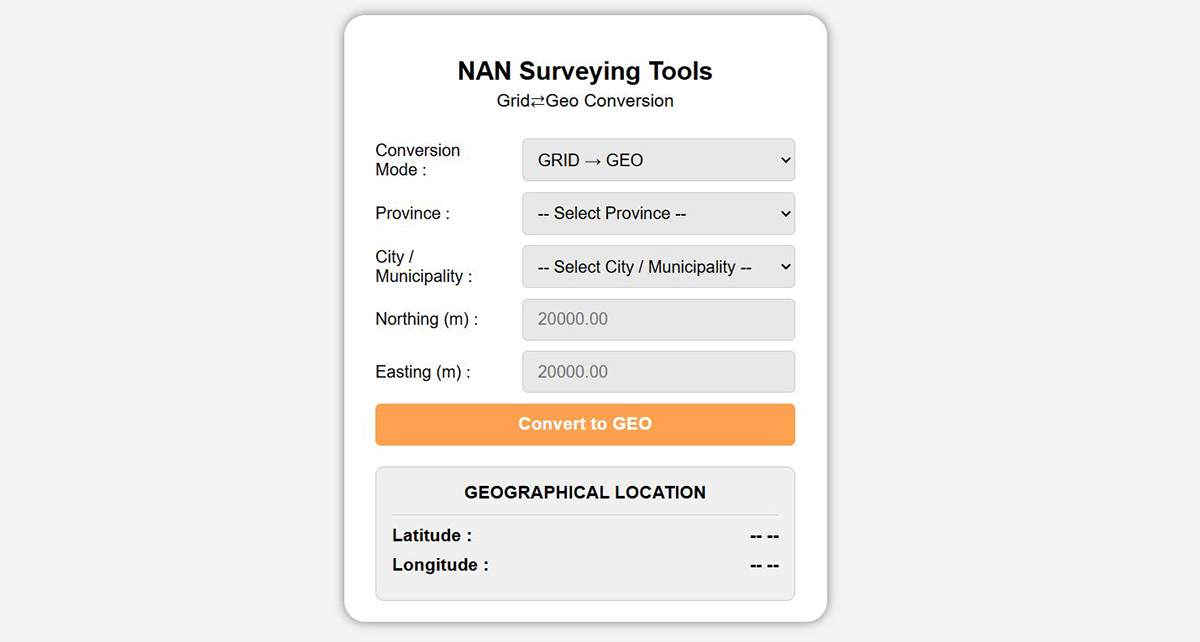 NAN Surveying Tools
Grid⇄Geo Conversion
Conversion
Mode :
GRID → GEO
Province :
-- Select Province --
City /
Municipality :
-- Select City / Municipality --
Northing (m) :
20000.00
Easting (m) :
20000.00
Convert to GEO
GEOGRAPHICAL LOCATION
Latitude :
-- --
Longitude :
-- --